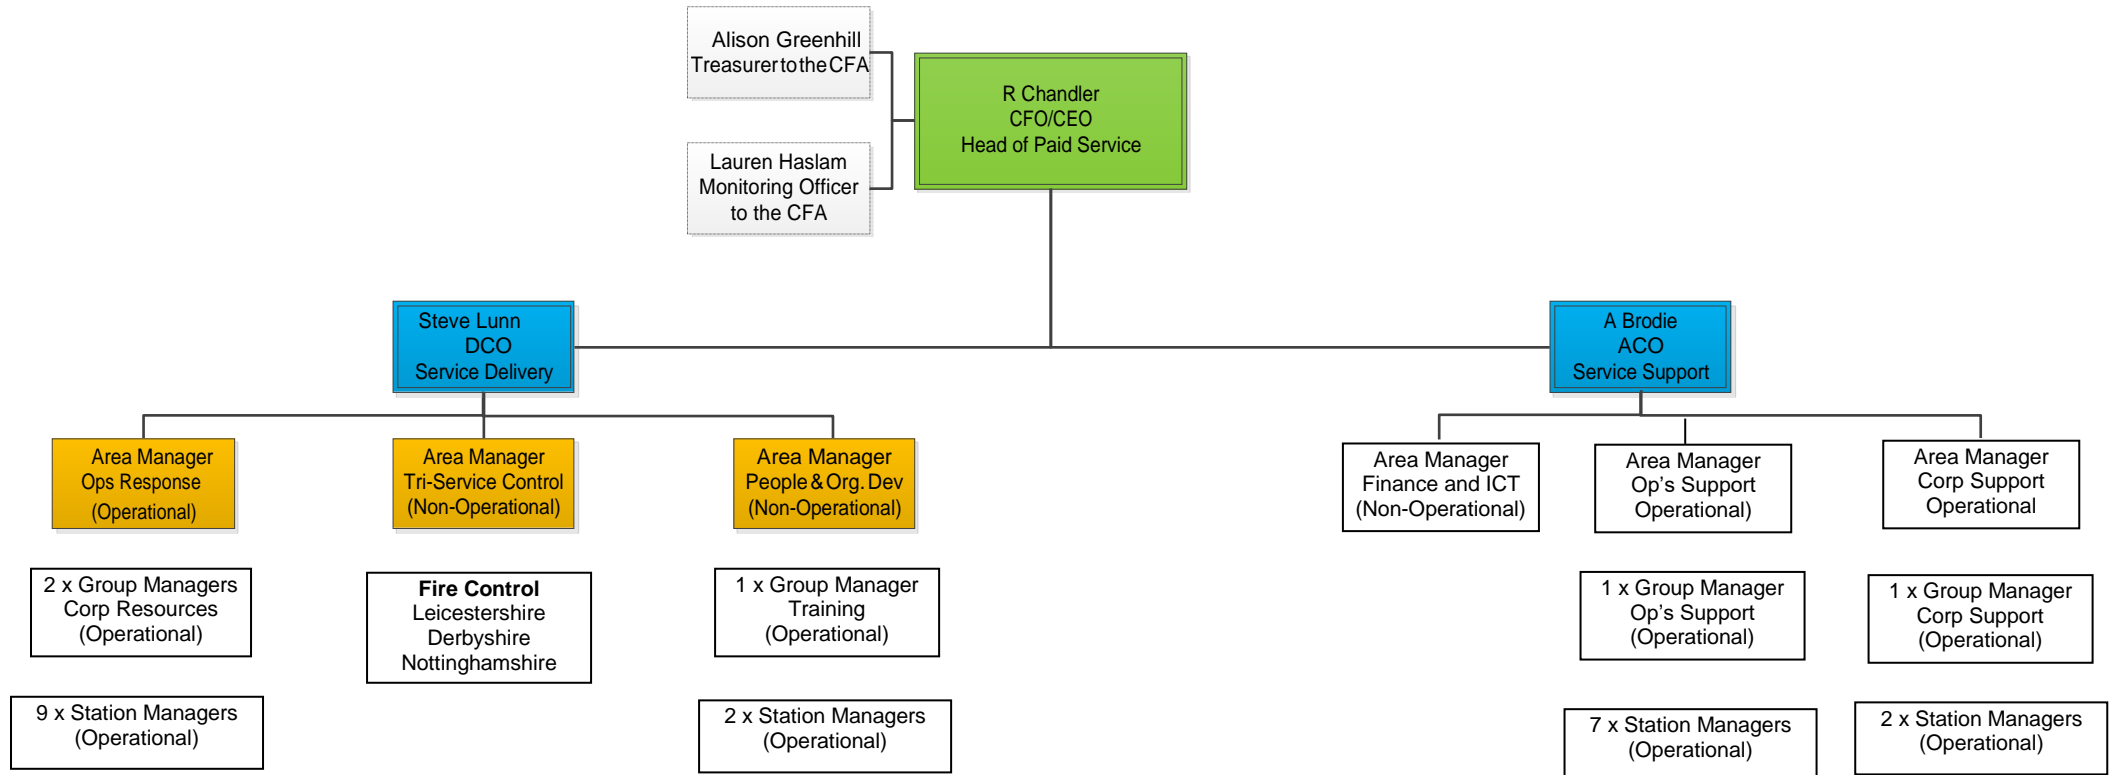 Alison Greenhill
Treasurer to the CFA
R Chandler
CFO/CEO
Head of Paid Service
Lauren Haslam
Monitoring Officer
to the CFA
Steve Lunn
DCO
Service Delivery
A Brodie
ACO
Service Support
Area Manager
Ops Response
(Operational)
Area Manager
Tri-Service Control
(Non-Operational)
Area Manager
People & Org. Dev
(Non-Operational)
Area Manager
Finance and ICT
(Non-Operational)
Area Manager
Op's Support
Operational)
Area Manager
Corp Support
Operational
2 x Group Managers
Corp Resources
(Operational)
Fire Control
Leicestershire
Derbyshire
Nottinghamshire
1 x Group Manager
Training
(Operational)
1 x Group Manager
Op's Support
(Operational)
1 x Group Manager
Corp Support
(Operational)
9 x Station Managers
(Operational)
2 x Station Managers
(Operational)
7 x Station Managers
(Operational)
2 x Station Managers
(Operational)